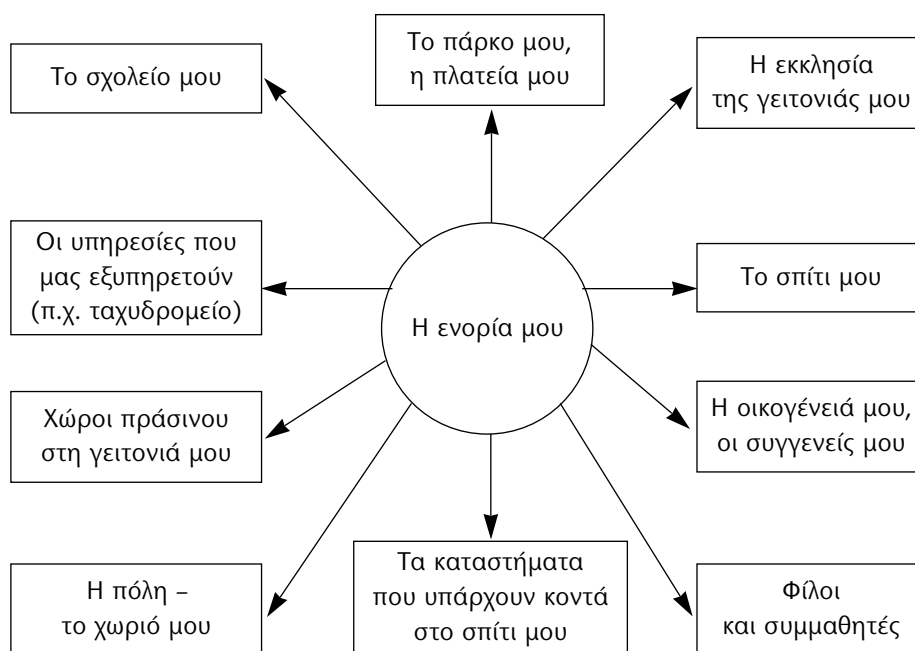 Το πάρκο μου,
η πλατεία μου
Το σχολείο μου
Η εκκλησία
της γειτονιάς μου
Οι υπηρεσίες που
μας εξυπηρετούν
(π.χ. ταχυδρομείο)
Το σπίτι μου
Η ενορία μου
Χώροι πράσινου
στη γειτονιά μου
Η οικογένειά μου,
οι συγγενείς μου
Η πόλη –
το χωριό μου
Τα καταστήματα
που υπάρχουν κοντά
στο σπίτι μου
Φίλοι
και συμμαθητές